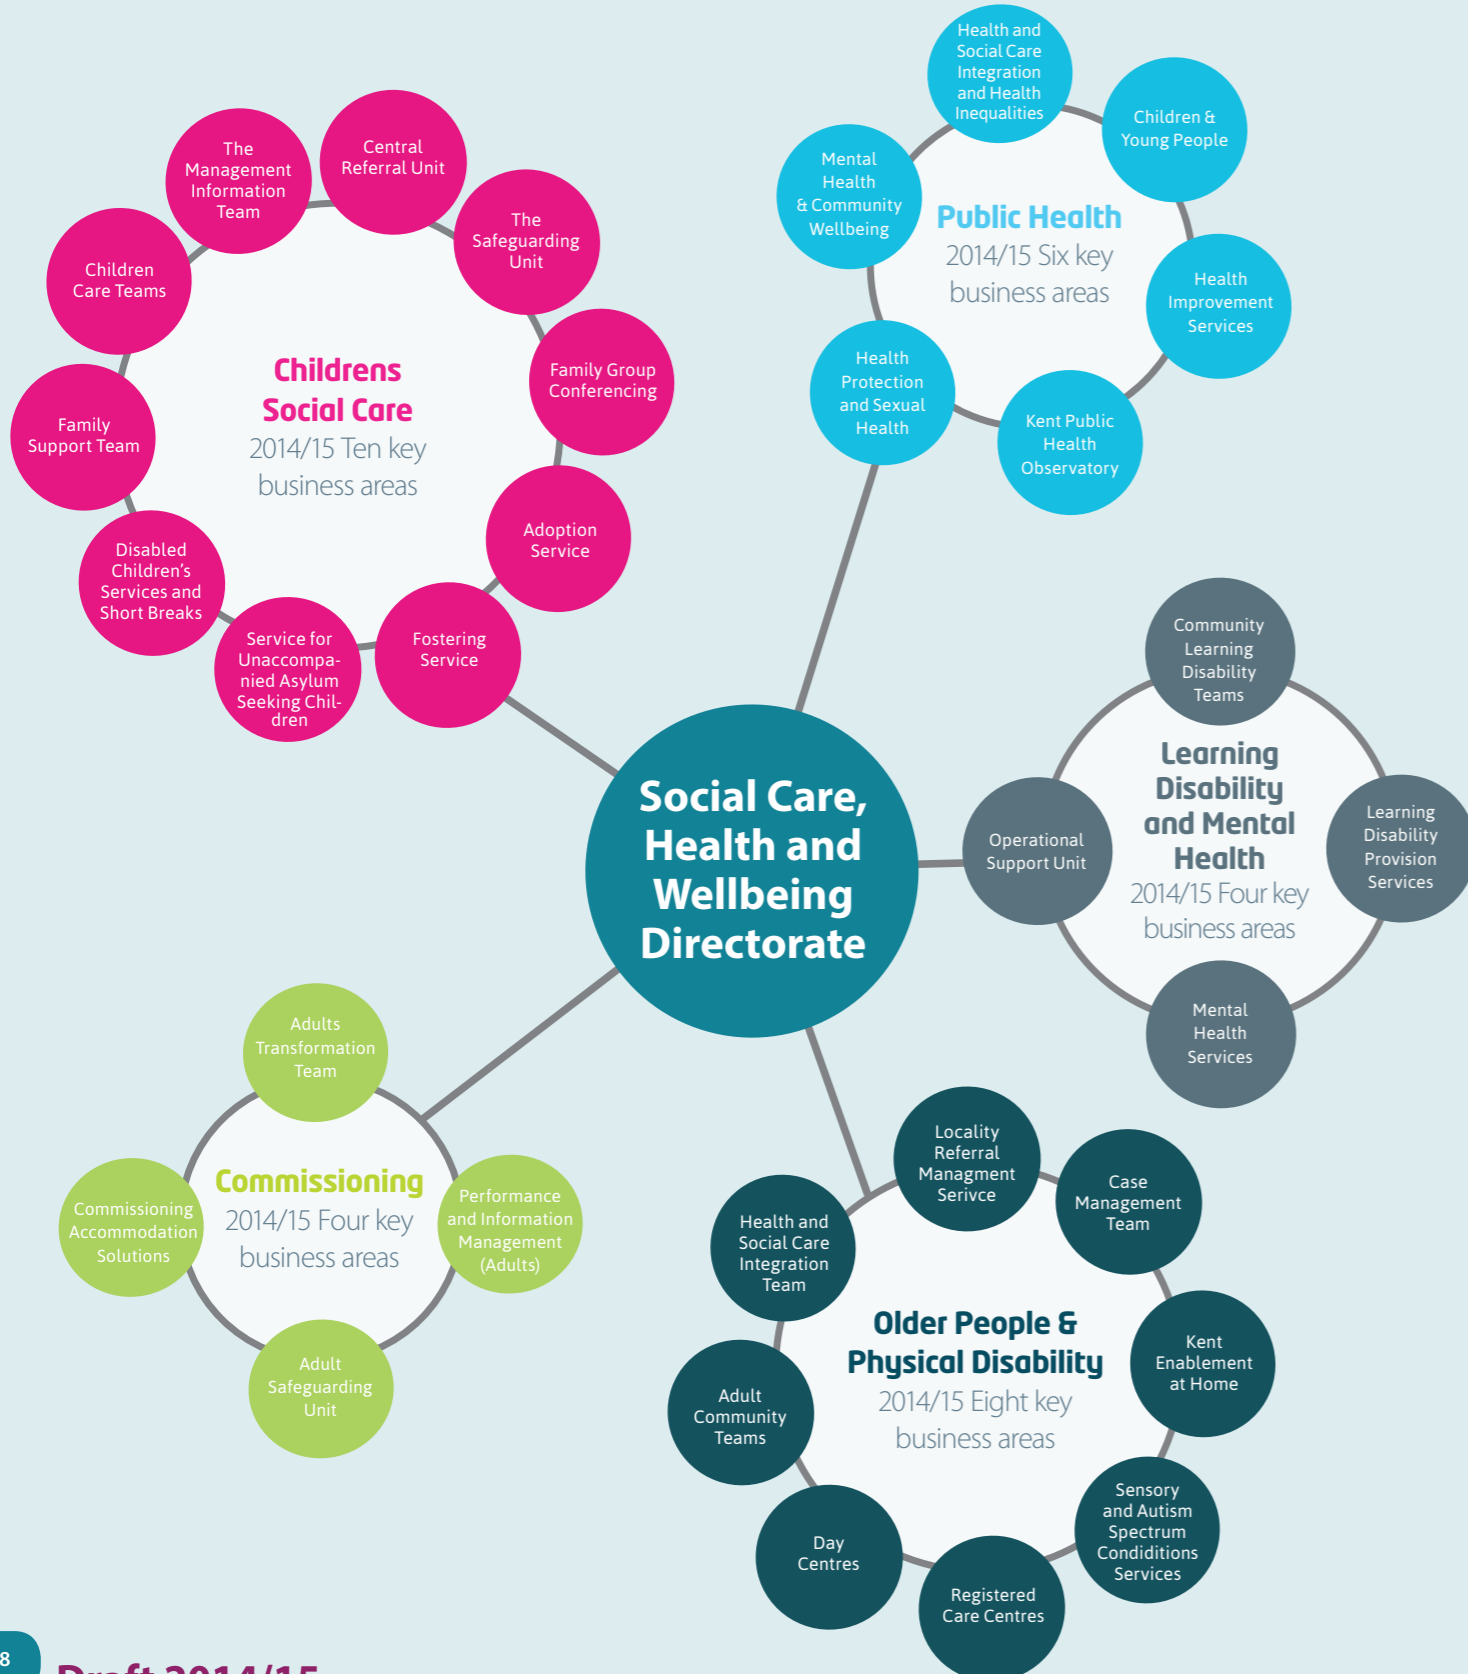 Health and
Social Care
Integration
and Health
Inequalities
Children &
Young People
Mental
Health
& Community
Wellbeing
Public Health
2014/15 Six key
business areas
Health
Improvement
Services
Health
Protection
and Sexual
Health
Kent Public
Health
Observatory
The
Management
Information
Team
Central
Referral Unit
The
Safeguarding
Unit
Children
Care Teams
Family Group
Conferencing
Childrens
Social Care
2014/15 Ten key
business areas
Family
Support Team
Adoption
Service
Disabled
Children's
Services and
Short Breaks
Service for
Unaccompa-
nied Asylum
Seeking Chil-
dren
Fostering
Service
Social Care,
Health and
Wellbeing
Directorate
Community
Learning
Disability
Teams
Learning
Disability
and Mental
Health
2014/15 Four key
business areas
Operational
Support Unit
Learning
Disability
Provision
Services
Mental
Health
Services
Adults
Transformation
Team
Commissioning
2014/15 Four key
business areas
Commissioning
Accommodation
Solutions
Performance
and Information
Management
(Adults)
Adult
Safeguarding
Unit
Locality
Referral
Managment
Serivce
Case
Management
Team
Health and
Social Care
Integration
Team
Older People &
Physical Disability
2014/15 Eight key
business areas
Kent
Enablement
at Home
Adult
Community
Teams
Sensory
and Autism
Spectrum
Condiditions
Services
Day
Centres
Registered
Care Centres
8
Draft 2014/15